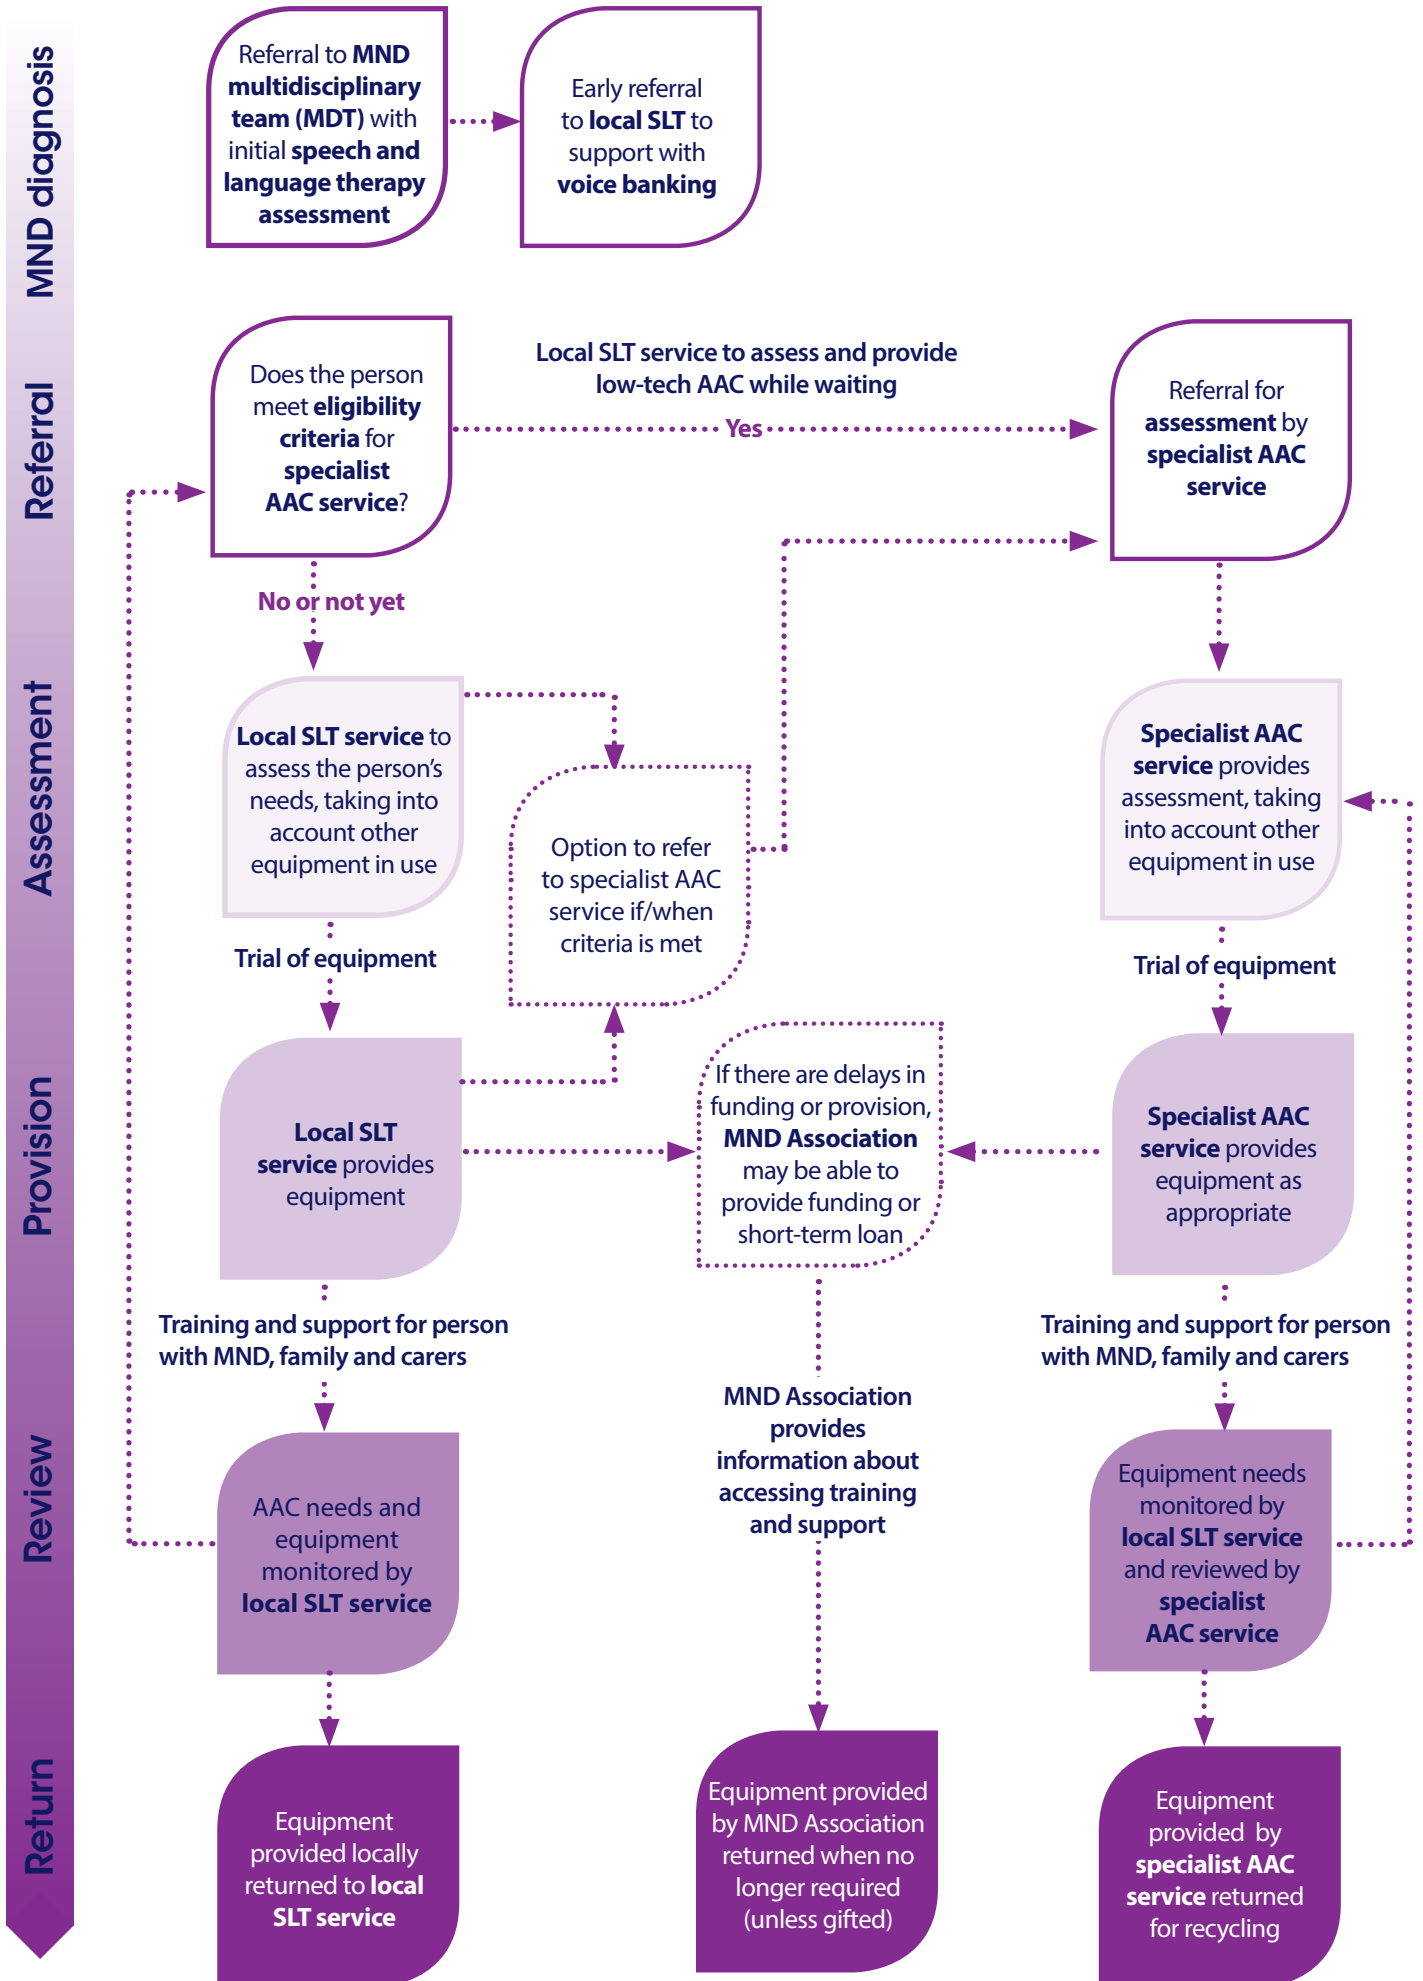 MND diagnosis
Referral to MND
multidisciplinary
team (MDT) with
initial speech and
language therapy
assessment
Early referral
to local SLT to
support with
voice banking
Referral
Does the person
meet eligibility
criteria for
specialist
AAC service?
Local SLT service to assess and provide
low-tech AAC while waiting
Yes
Referral for
assessment by
specialist AAC
service
No or not yet
Assessment
Local SLT service to
assess the person's
needs, taking into
account other
equipment in use
Option to refer
to specialist AAC
service if/when
criteria is met
Specialist AAC
service provides
assessment, taking
into account other
equipment in use
Trial of equipment
Trial of equipment
Provision
Local SLT
service provides
equipment
If there are delays in
funding or provision,
MND Association
may be able to
provide funding or
short-term loan
Specialist AAC
service provides
equipment as
appropriate
Training and support for person
with MND, family and carers
MND Association
provides
information about
accessing training
and support
Training and support for person
with MND, family and carers
Review
AAC needs and
equipment
monitored by
local SLT service
Equipment needs
monitored by
local SLT service
and reviewed by
specialist
AAC service
Return
Equipment
provided locally
returned to local
SLT service
Equipment provided
by MND Association
returned when no
longer required
(unless gifted)
Equipment
provided by
specialist AAC
service returned
for recycling